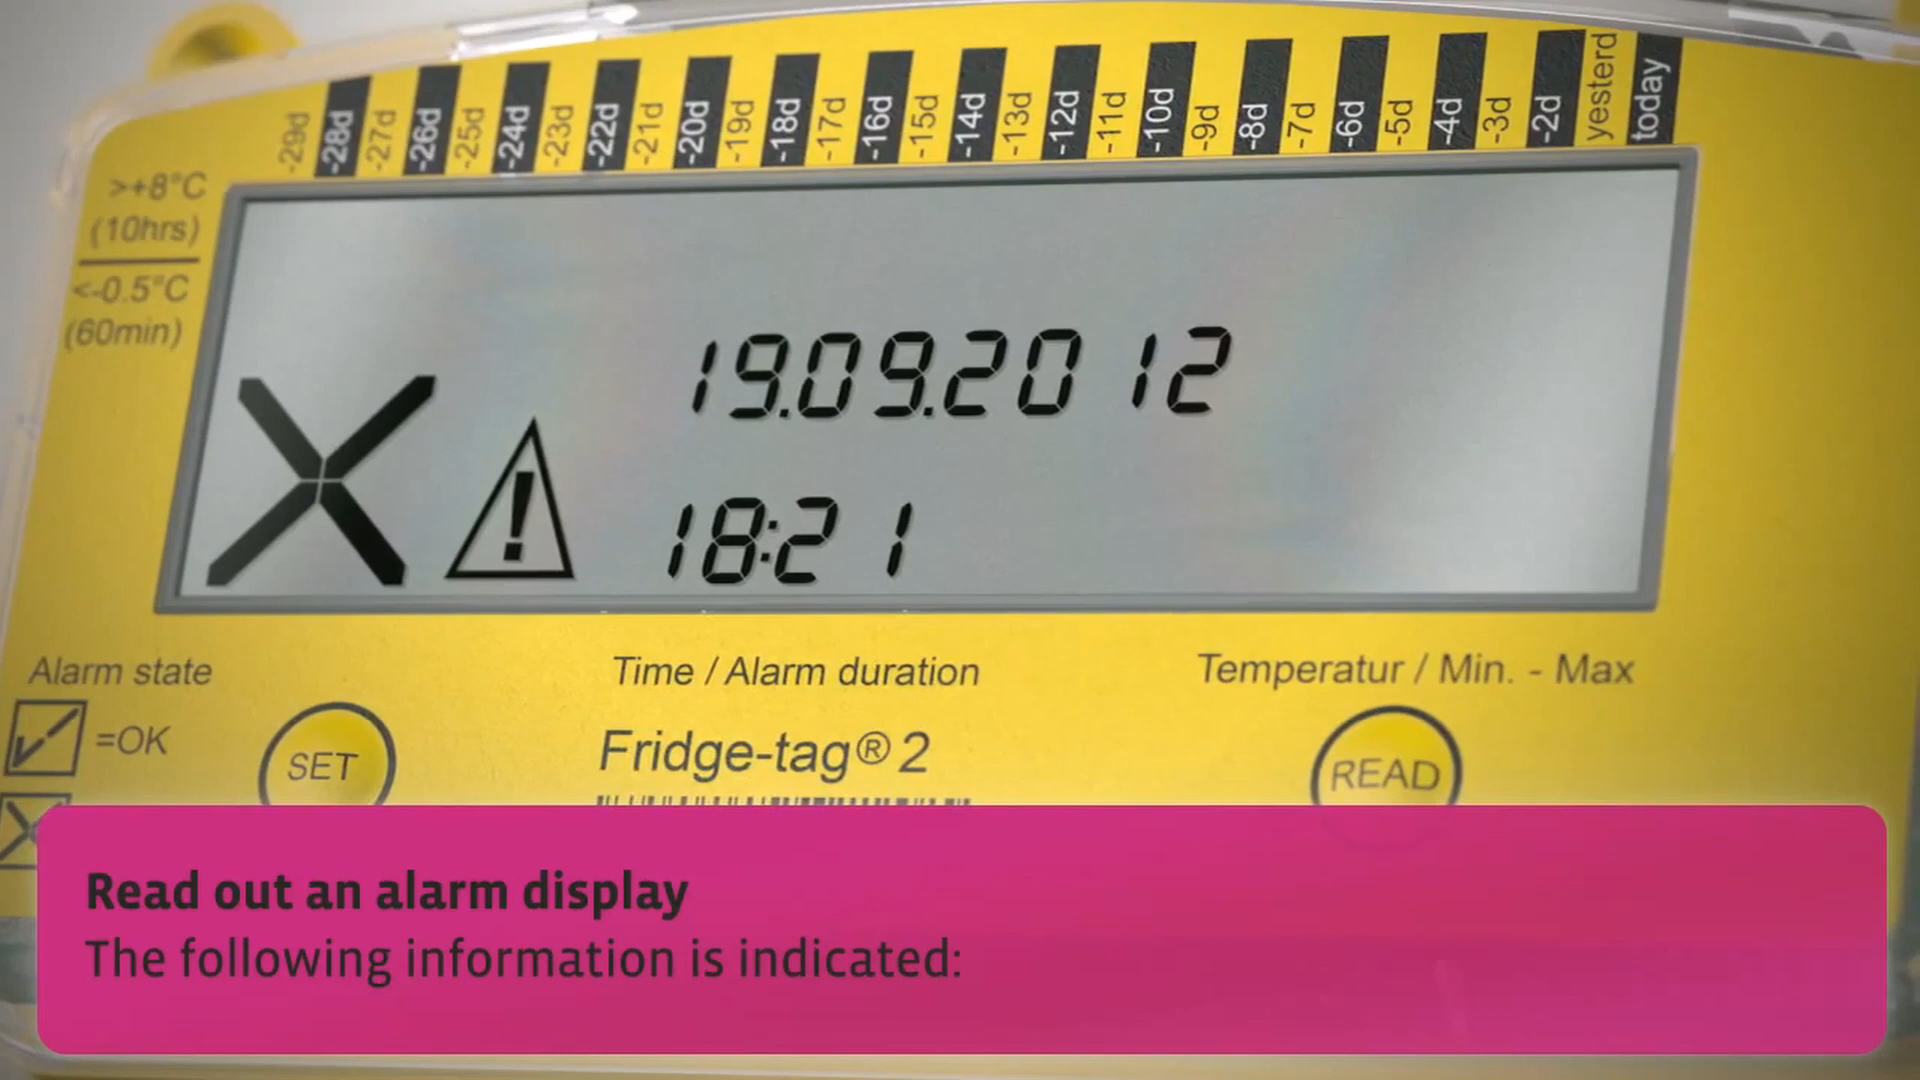 -29d -28d -27d -26d -25d -24d -23d -22d -21d -20d -19d -18d -17d -16d -15d -14d -13d -12d -11d -10d -9d -8d -7d -6d -5d -4d -3d -2d yesterd today
>+8°C
(10hrs)
<-0.5°C
(60min)
19.09.2012
18:21
Alarm state
Time / Alarm duration
Temperatur / Min. - Max
=OK
SET
Fridge-tag® 2
READ
Read out an alarm display
The following information is indicated: